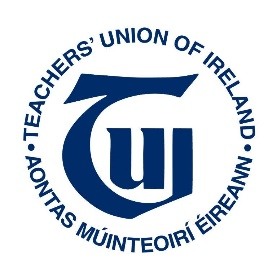 TEACHERS' UNION OF IRELAND
TUI
• AONTAS MÚINTEOIRÍ ÉIREANN •